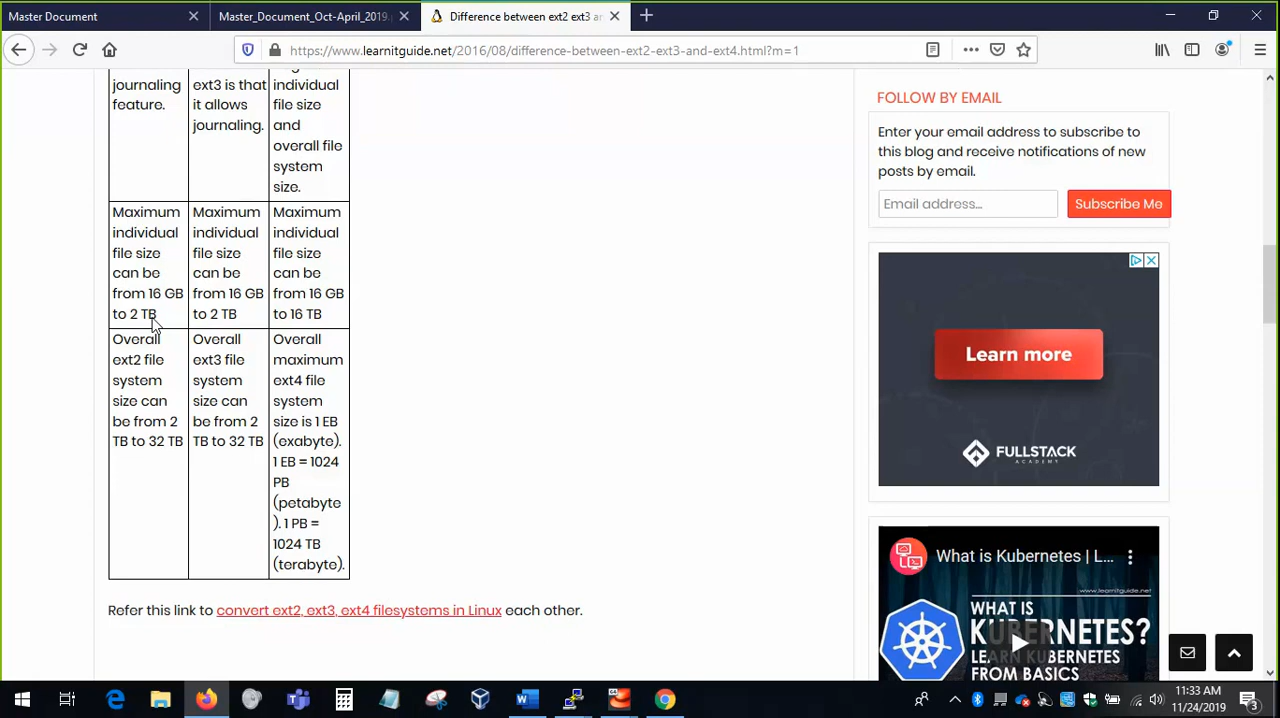 Master Document
Master_Document_Oct-April_2019.
Difference between ext2 ext3 an
https://www.learnitguide.net/2016/08/difference-between-ext2-ext3-and-ext4.html?m=1
journaling
feature.
ext3 is that
it allows
journaling.
individual
file size
and
overall file
system
size.
Maximum
individual
file size
can be
from 16 GB
to 2 TB
Maximum
individual
file size
can be
from 16 GB
to 2 TB
Maximum
individual
file size
can be
from 16 GB
to 16 TB
Overall
ext2 file
system
size can
be from 2
TB to 32 TB
Overall
ext3 file
system
size can
be from 2
TB to 32 TB
Overall
maximum
ext4 file
system
size is 1 EB
(exabyte).
1 EB = 1024
PB
(petabyte
). 1 PB =
1024 TB
(terabyte).
Refer this link to convert ext2, ext3, ext4 filesystems in Linux each other.
FOLLOW BY EMAIL
Enter your email address to subscribe to
this blog and receive notifications of new
posts by email.
Email address...
Subscribe Me
Learn more
FULLSTACK
ACADEMY
What is Kubernetes | L...
www.learnitguide.net
WHAT IS
KUBERNETES?
LEARN KUBERNETES
FROM BASICS
11:33 AM
11/24/2019
3